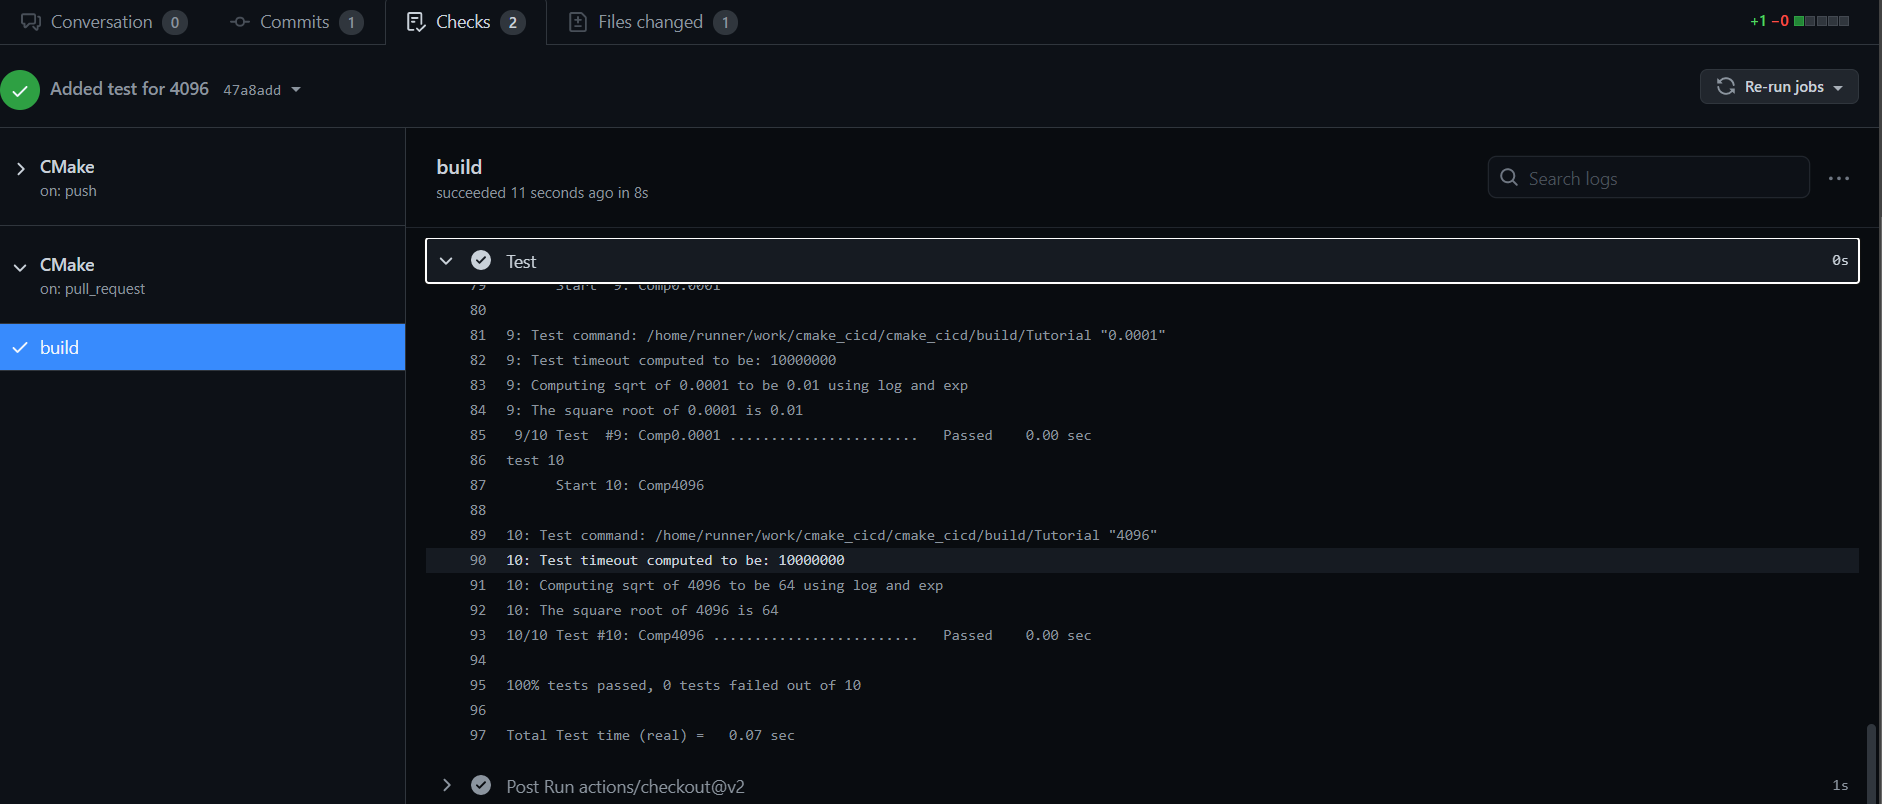 Conversation 0 Commits 1 Checks 2 Files changed 1 +1 −0
Added test for 4096 47a8add Re-run jobs
CMake
on: push
CMake
on: pull_request
build
build
succeeded 11 seconds ago in 8s
Search logs
Test 0s
79 Start 9: Comp0.0001
80
81 9: Test command: /home/runner/work/cmake_cicd/cmake_cicd/build/Tutorial "0.0001"
82 9: Test timeout computed to be: 10000000
83 9: Computing sqrt of 0.0001 to be 0.01 using log and exp
84 9: The square root of 0.0001 is 0.01
85 9/10 Test #9: Comp0.0001 ....................... Passed 0.00 sec
86 test 10
87 Start 10: Comp4096
88
89 10: Test command: /home/runner/work/cmake_cicd/cmake_cicd/build/Tutorial "4096"
90 10: Test timeout computed to be: 10000000
91 10: Computing sqrt of 4096 to be 64 using log and exp
92 10: The square root of 4096 is 64
93 10/10 Test #10: Comp4096 ......................... Passed 0.00 sec
94
95 100% tests passed, 0 tests failed out of 10
96
97 Total Test time (real) = 0.07 sec
Post Run actions/checkout@v2 1s